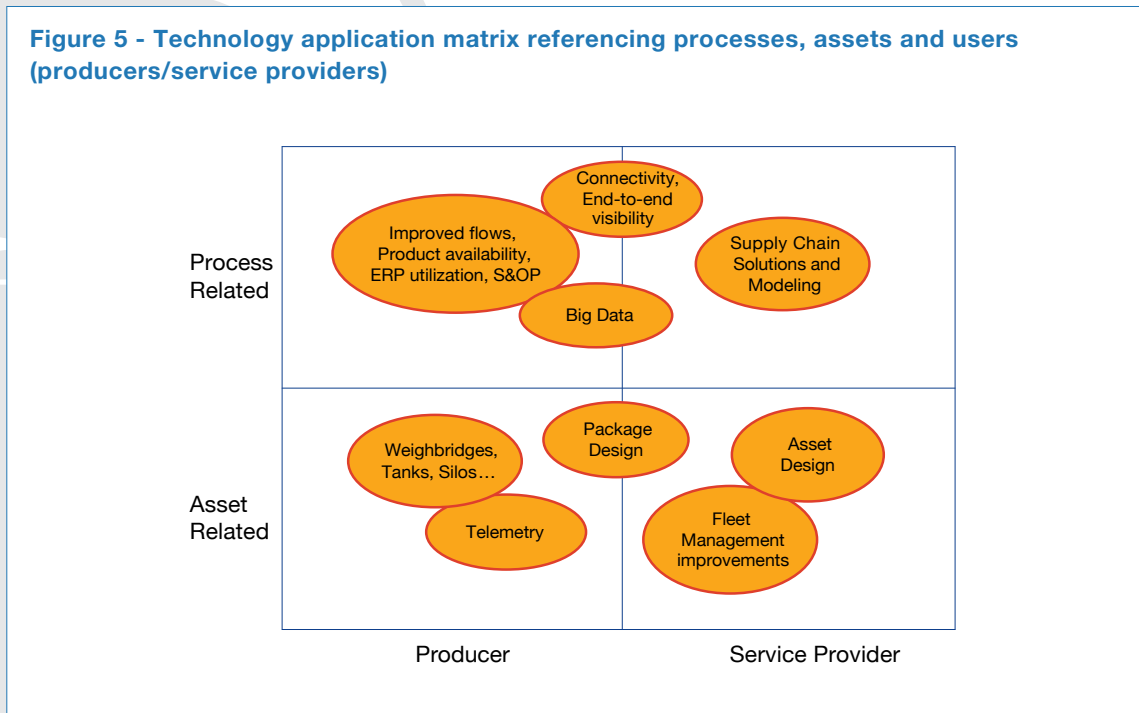 Figure 5 - Technology application matrix referencing processes, assets and users
(producers/service providers)
Connectivity,
End-to-end
visibility
Improved flows,
Product availability,
ERP utilization, S&OP
Supply Chain
Solutions and
Modeling
Process
Related
Big Data
Package
Design
Weighbridges,
Tanks, Silos...
Asset
Design
Asset
Related
Telemetry
Fleet
Management
improvements
Producer
Service Provider